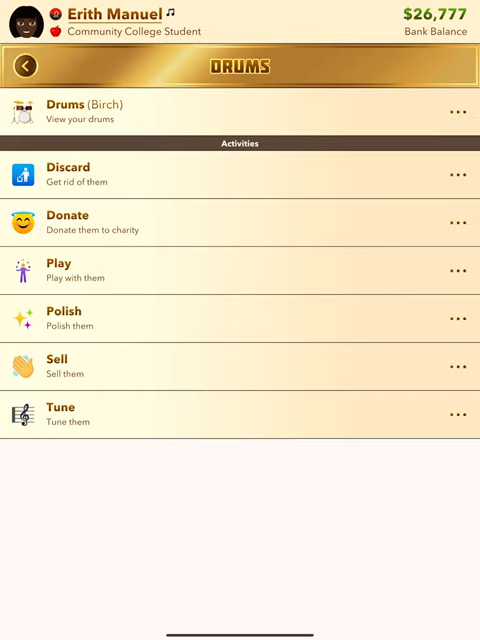 Erith Manuel
$26,777
Community College Student
Bank Balance
DRUMS
Drums (Birch)
View your drums
Activities
Discard
Get rid of them
Donate
Donate them to charity
Play
Play with them
Polish
Polish them
Sell
Sell them
Tune
Tune them